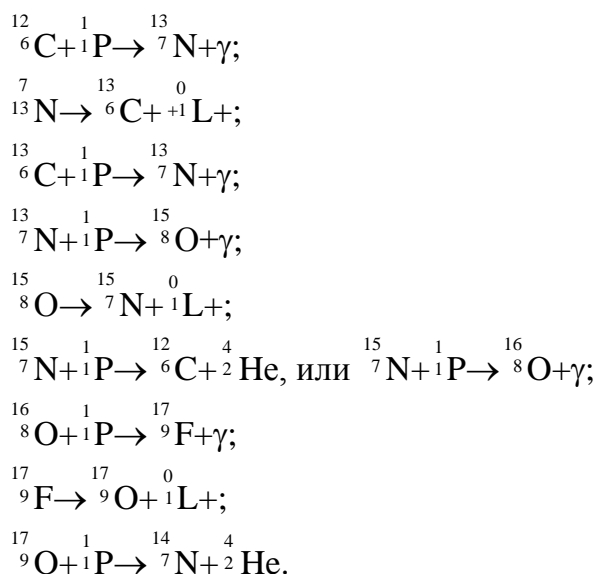 ¹²₆C+¹₁P→¹³₇N+γ;
⁷₁₃N→¹³₆C+⁰₊₁L+;
¹³₆C+¹₁P→¹³₇N+γ;
¹³₇N+¹₁P→¹⁵₈O+γ;
¹⁵₈O→¹⁵₇N+⁰₁L+;
¹⁵₇N+¹₁P→¹²₆C+⁴₂He, или ¹⁵₇N+¹₁P→¹⁶₈O+γ;
¹⁶₈O+¹₁P→¹⁷₉F+γ;
¹⁷₉F→¹⁷₉O+⁰₁L+;
¹⁷₉O+¹₁P→¹⁴₇N+⁴₂He.